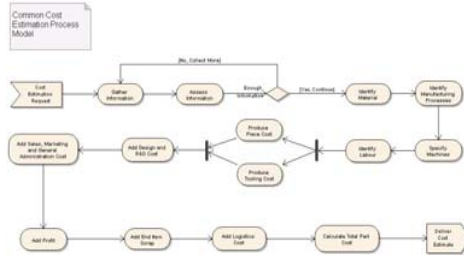 Common Cost
Estimation Process
Model
[No, Collect More]
Cost
Estimation
Request
Gather
Information
Assess
Information
Enough
Information?
[Yes, Continue]
Identify
Material
Identify
Manufacturing
Processes
Add Sales, Marketing
and General
Administration Cost
Add Design and
R&D Cost
Produce
Piece Cost
Produce
Tooling Cost
Identify
Labour
Specify
Machines
Add Profit
Add End Item
Scrap
Add Logistics
Cost
Calculate Total Part
Cost
Deliver
Cost
Estimate